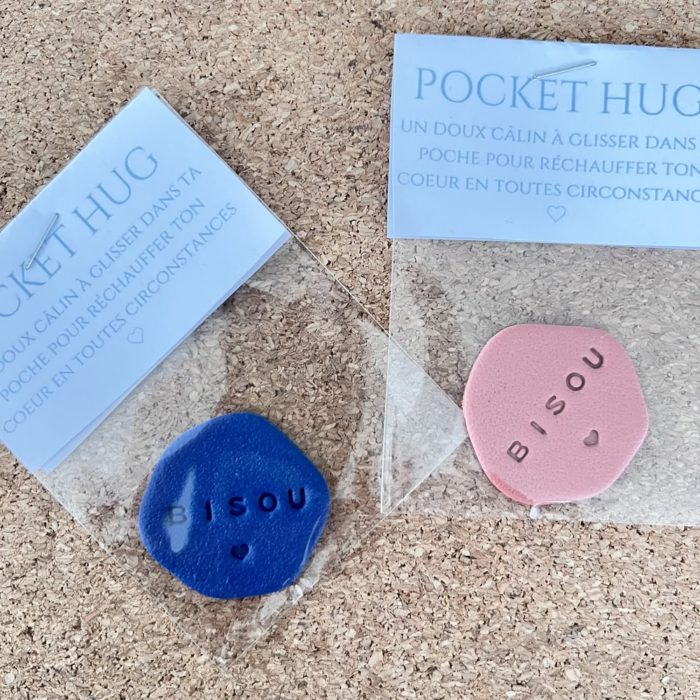 CKET HUG
DOUX CÂLIN À GLISSER DANS TA
POCHE POUR RÉCHAUFFER TON
COEUR EN TOUTES CIRCONSTANCES
BISOU
POCKET HUG
UN DOUX CÂLIN À GLISSER DANS
POCHE POUR RÉCHAUFFER TON
COEUR EN TOUTES CIRCONSTANC
BISOU